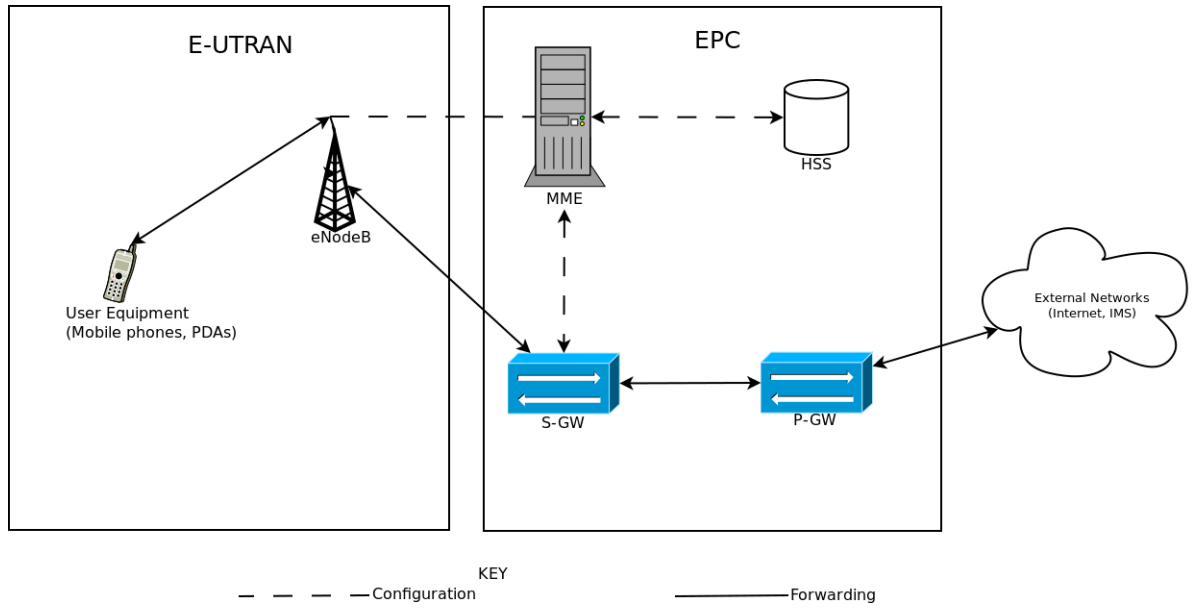 E-UTRAN
EPC
HSS
MME
eNodeB
User Equipment
(Mobile phones, PDAs)
External Networks
(Internet, IMS)
S-GW
P-GW
KEY
Configuration
Forwarding